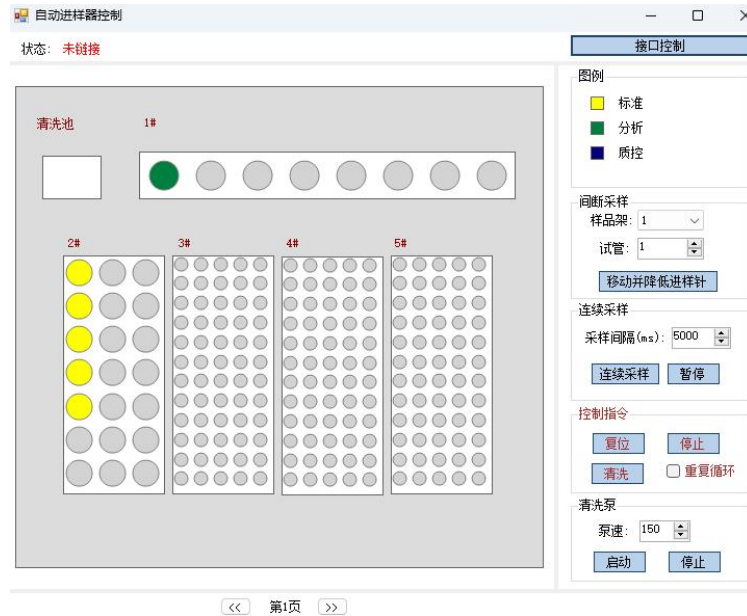 自动进样器控制
状态: 未链接
接口控制
图例
标准
分析
质控
清洗池
1#
2#
3#
4#
5#
间断采样
样品架: 1
试管: 1
移动并降低进样针
连续采样
采样间隔(ms): 5000
连续采样 暂停
控制指令
复位 停止
清洗 重复循环
清洗泵
泵速: 150
启动 停止
<< 第1页 >>